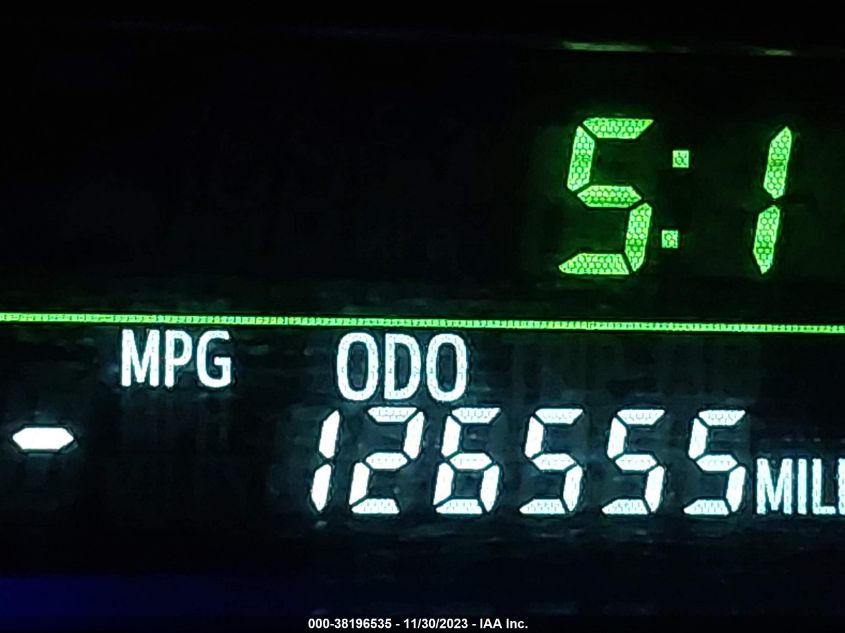 5:1
MPG ODO
- 126555 MIL
000-38196535 - 11/30/2023 - IAA Inc.